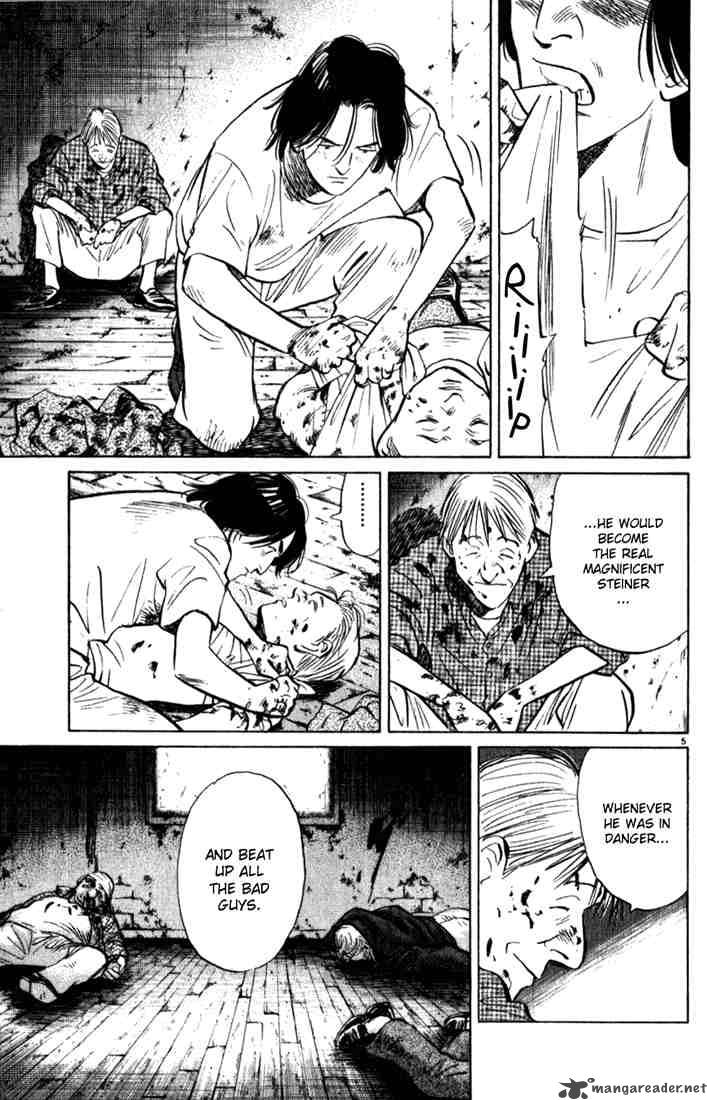 RIIIIP
.........
...HE WOULD
BECOME
THE REAL
MAGNIFICENT
STEINER
...
5
WHENEVER
HE WAS IN
DANGER...
AND BEAT
UP ALL
THE BAD
GUYS.
mangareader.net